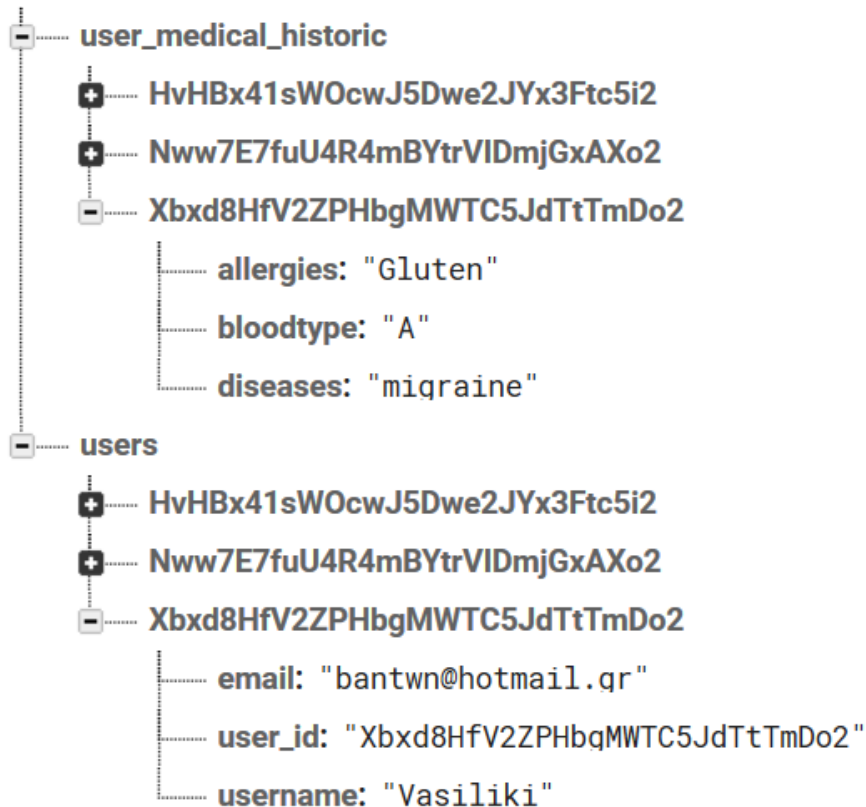 user_medical_historic
HvHBx41sWOcwJ5Dwe2JYx3Ftc5i2
Nww7E7fuU4R4mBYtrVIDmjGxAXo2
Xbxd8HfV2ZPHbgMWTC5JdTtTmDo2
allergies: "Gluten"
bloodtype: "A"
diseases: "migraine"
users
HvHBx41sWOcwJ5Dwe2JYx3Ftc5i2
Nww7E7fuU4R4mBYtrVIDmjGxAXo2
Xbxd8HfV2ZPHbgMWTC5JdTtTmDo2
email: "bantwn@hotmail.gr"
user_id: "Xbxd8HfV2ZPHbgMWTC5JdTtTmDo2"
username: "Vasiliki"